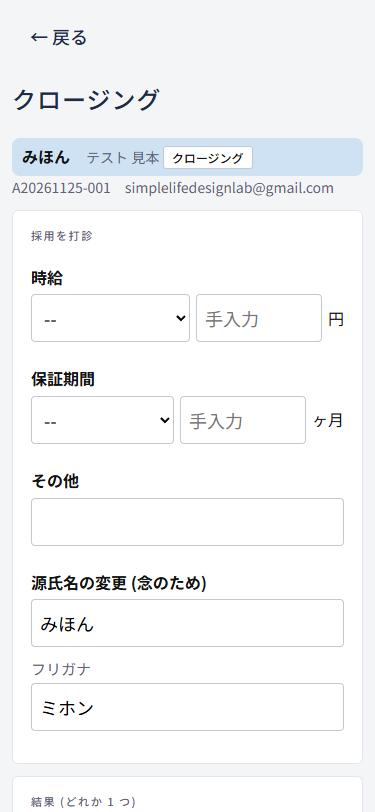 ← 戻る
クロージング
みほん テスト 見本 クロージング
A20261125-001 simplelifedesignlab@gmail.com
採用を打診
時給
-- 手入力 円
保証期間
-- 手入力 ヶ月
その他
源氏名の変更 (念のため)
みほん
フリガナ
ミホン
結果 (どれか 1 つ)